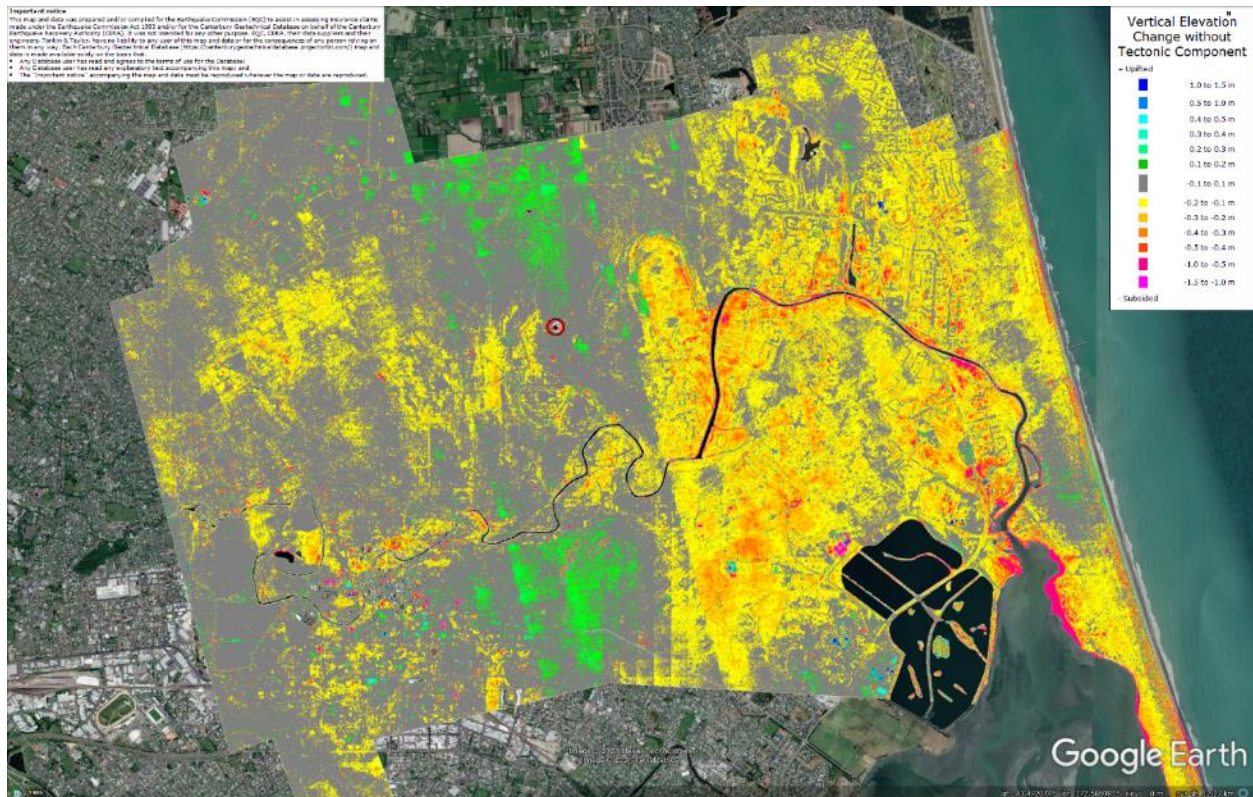 Important notice
This map and data was prepared and/or compiled for the Earthquake Commission (EQC) to assist in assessing insurance claims
made under the Earthquake Commission Act 1993 and/or for the Canterbury Geotechnical Database on behalf of the Canterbury
Earthquake Recovery Authority (CERA). It was not intended for any other purpose. EQC, CERA, their data suppliers and their
engineers, Tonkin & Taylor, have no liability to any user of this map and data or for the consequences of any person relying on
them in any way. Each Canterbury Geotechnical Database (https://canterburygeotechnicaldatabase.projectorbit.com/) map and
data is made available solely on the basis that:
• Any Database user has read and agrees to the terms of use for the Database;
• Any Database user has read any explanatory text accompanying this map; and
• The "Important notice" accompanying the map and data must be reproduced wherever the map or data are reproduced.
Vertical Elevation
Change without
Tectonic Component
+ Uplifted
1.0 to 1.5 m
0.5 to 1.0 m
0.4 to 0.5 m
0.3 to 0.4 m
0.2 to 0.3 m
0.1 to 0.2 m
-0.1 to 0.1 m
-0.2 to -0.1 m
-0.3 to -0.2 m
-0.4 to -0.3 m
-0.5 to -0.4 m
-1.0 to -0.5 m
-1.5 to -1.0 m
- Subsided
Google Earth